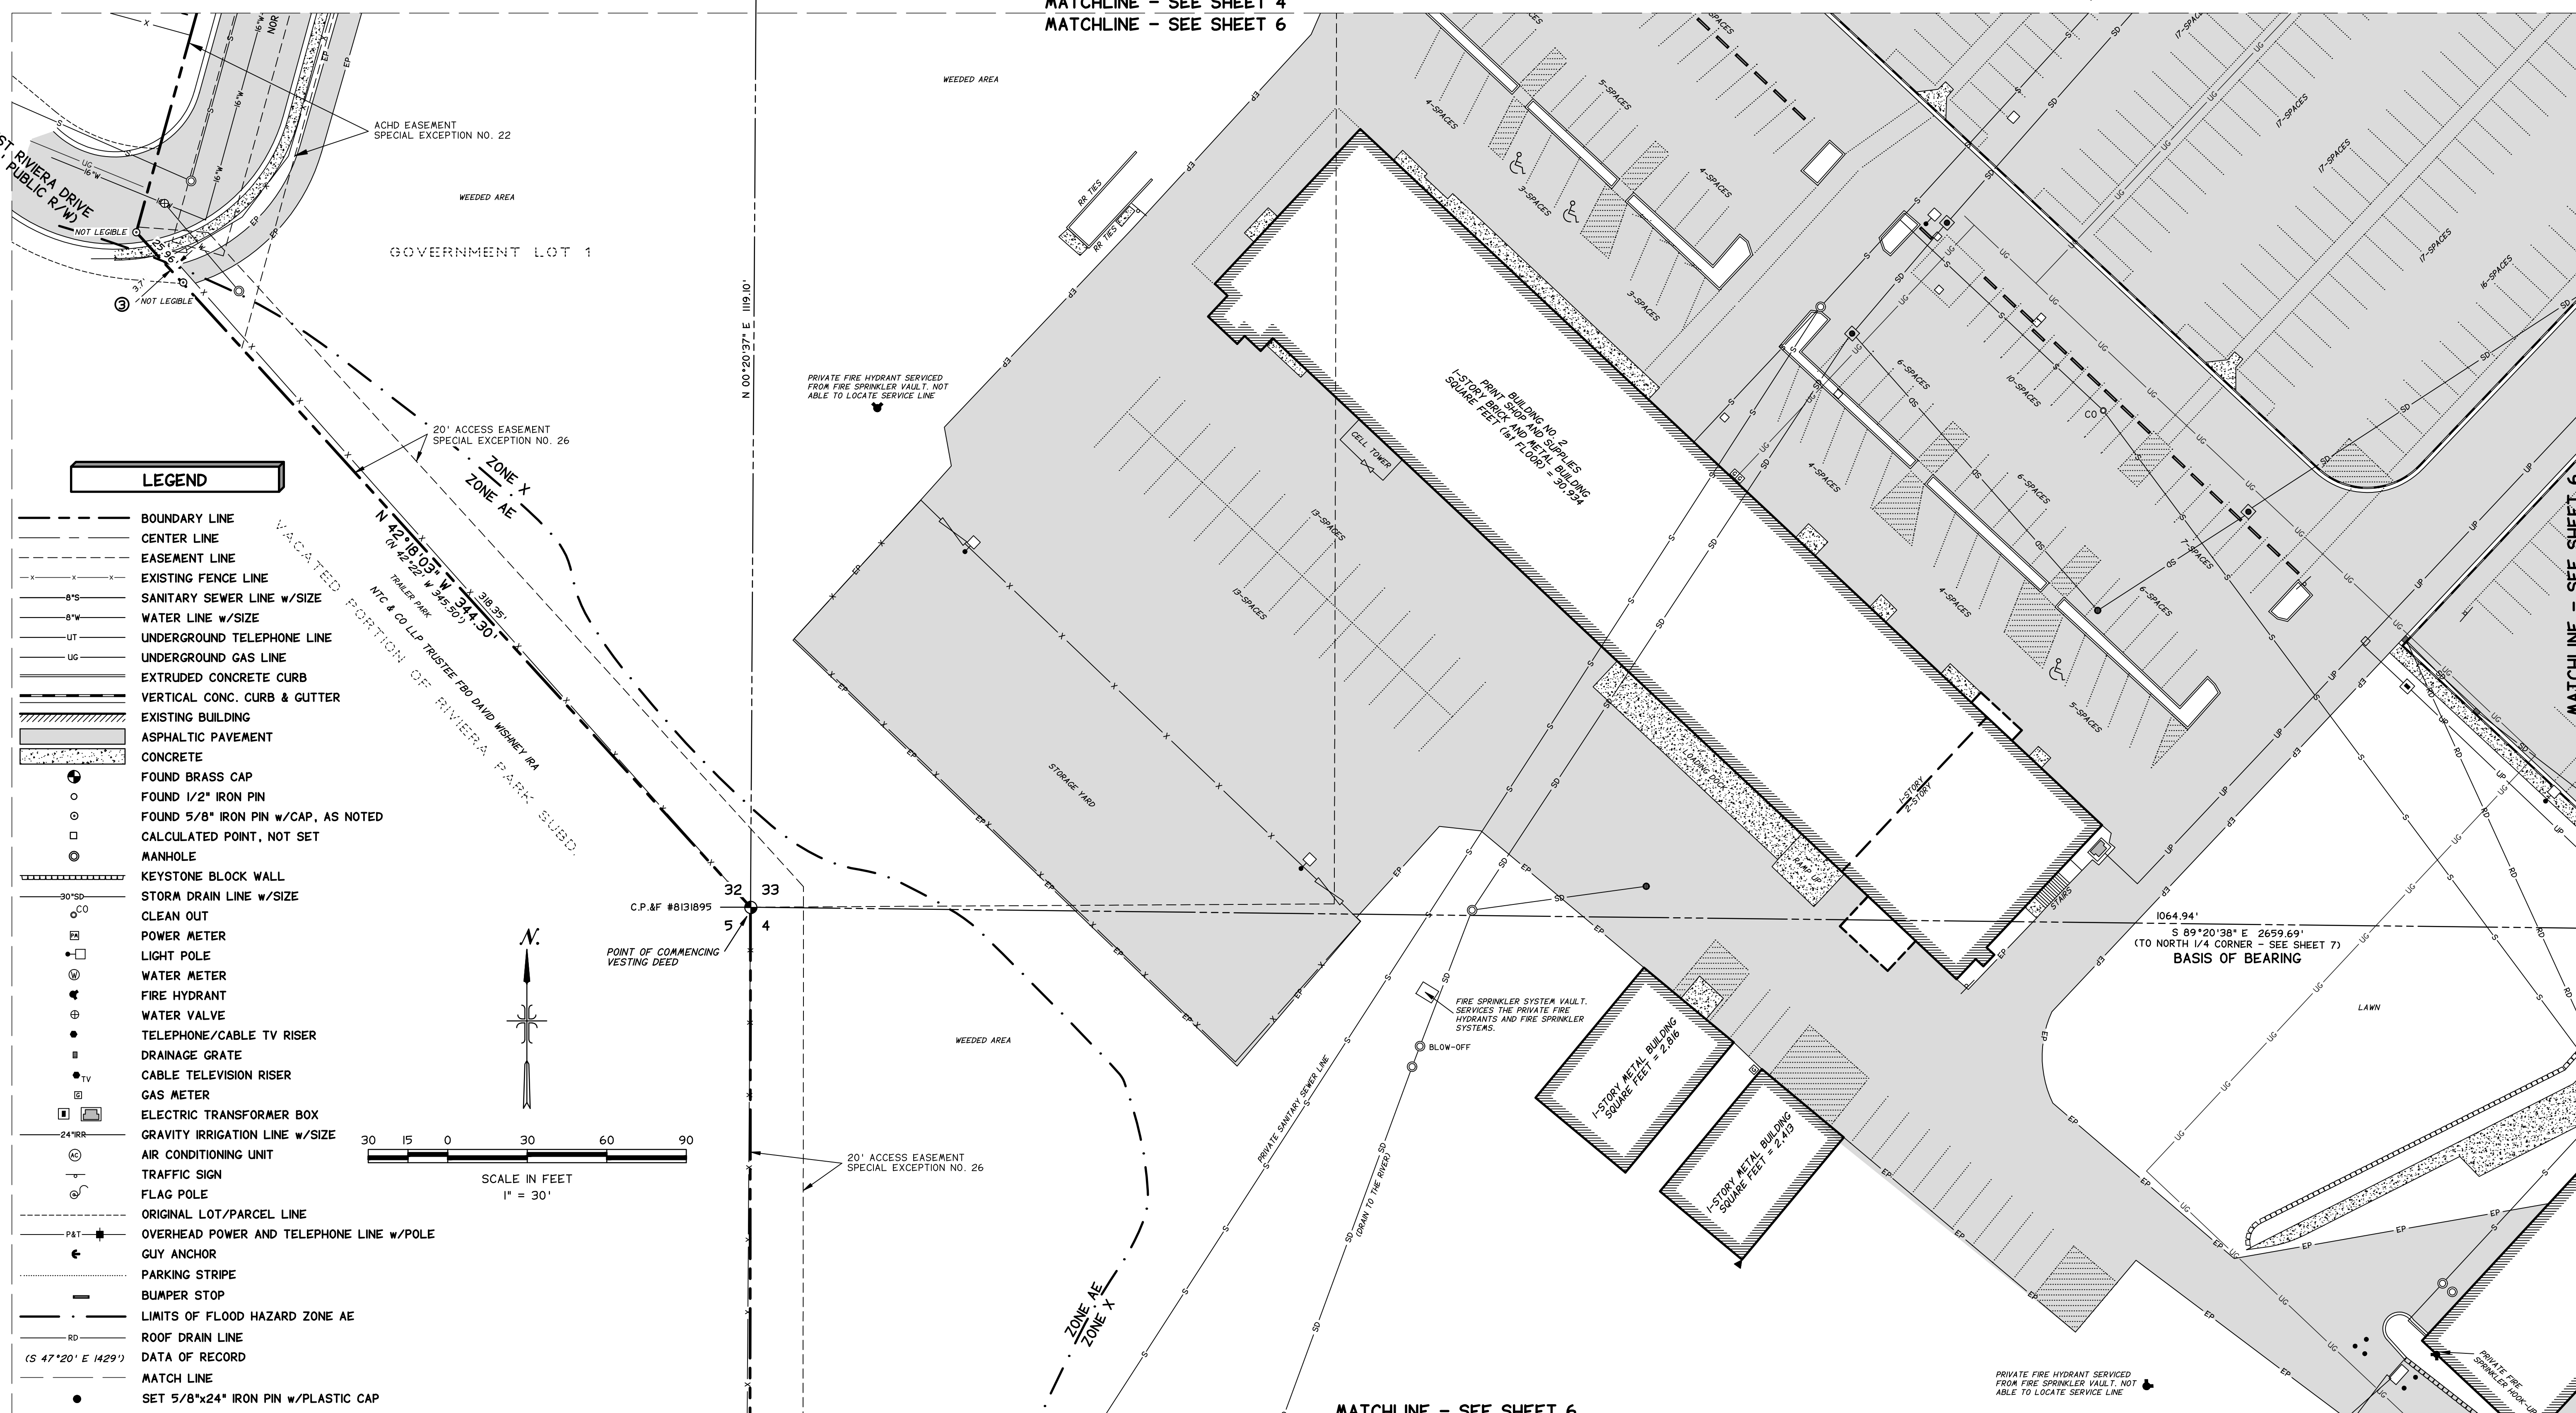 MATCHLINE - SEE SHEET 4
MATCHLINE - SEE SHEET 6
ACHD EASEMENT
SPECIAL EXCEPTION NO. 22
WEEDED AREA
WEEDED AREA
RIVIERA DRIVE
PUBLIC R/W)
NOT LEGIBLE
25.96'
3.7'
③
NOT LEGIBLE
GOVERNMENT LOT 1
N 00°20'37" E 1119.10'
RR TIES
RR TIES
PRIVATE FIRE HYDRANT SERVICED
FROM FIRE SPRINKLER VAULT. NOT
ABLE TO LOCATE SERVICE LINE
20' ACCESS EASEMENT
SPECIAL EXCEPTION NO. 26
ZONE X
ZONE AE
N 42°18'03" W 344.30'
(N 42°22' W 345.50')
318.35'
TRAILER PARK
NTC & CO LLP TRUSTEE FBO DAVID WISHNEY IRA
VACATED PORTION OF RIVIERA PARK SUBD.
C.P.&F #8131895
32 33
5 4
POINT OF COMMENCING
VESTING DEED
LEGEND
BOUNDARY LINE
CENTER LINE
EASEMENT LINE
EXISTING FENCE LINE
8"S SANITARY SEWER LINE w/SIZE
8"W WATER LINE w/SIZE
UT UNDERGROUND TELEPHONE LINE
UG UNDERGROUND GAS LINE
EXTRUDED CONCRETE CURB
VERTICAL CONC. CURB & GUTTER
EXISTING BUILDING
ASPHALTIC PAVEMENT
CONCRETE
FOUND BRASS CAP
FOUND 1/2" IRON PIN
FOUND 5/8" IRON PIN w/CAP, AS NOTED
CALCULATED POINT, NOT SET
MANHOLE
KEYSTONE BLOCK WALL
30"SD STORM DRAIN LINE w/SIZE
CO CLEAN OUT
PA POWER METER
LIGHT POLE
W WATER METER
FIRE HYDRANT
WATER VALVE
TELEPHONE/CABLE TV RISER
DRAINAGE GRATE
TV CABLE TELEVISION RISER
G GAS METER
ELECTRIC TRANSFORMER BOX
24"IRR GRAVITY IRRIGATION LINE w/SIZE
AC AIR CONDITIONING UNIT
TRAFFIC SIGN
FLAG POLE
ORIGINAL LOT/PARCEL LINE
P&T OVERHEAD POWER AND TELEPHONE LINE w/POLE
GUY ANCHOR
PARKING STRIPE
BUMPER STOP
LIMITS OF FLOOD HAZARD ZONE AE
RD ROOF DRAIN LINE
(S 47°20' E 1429') DATA OF RECORD
MATCH LINE
SET 5/8"x24" IRON PIN w/PLASTIC CAP
N.
30 15 0 30 60 90
SCALE IN FEET
1" = 30'
20' ACCESS EASEMENT
SPECIAL EXCEPTION NO. 26
WEEDED AREA
ZONE AE
ZONE X
STORAGE YARD
13-SPACES
13-SPACES
CELL TOWER
BUILDING NO. 2
PRINT SHOP AND SUPPLIES
1-STORY BRICK AND METAL BUILDING
SQUARE FEET (1st FLOOR) = 30,934
LOADING DOCK
RAMP UP
1-STORY
2-STORY
STAIRS
4-SPACES
5-SPACES
3-SPACES
4-SPACES
3-SPACES
17-SPACES
17-SPACES
17-SPACES
17-SPACES
16-SPACES
6-SPACES
10-SPACES
CO
4-SPACES
6-SPACES
7-SPACES
4-SPACES
6-SPACES
5-SPACES
MATCHLINE - SEE SHEET 6
1064.94'
S 89°20'38" E 2659.69'
(TO NORTH 1/4 CORNER - SEE SHEET 7)
BASIS OF BEARING
LAWN
FIRE SPRINKLER SYSTEM VAULT.
SERVICES THE PRIVATE FIRE
HYDRANTS AND FIRE SPRINKLER
SYSTEMS.
BLOW-OFF
PRIVATE SANITARY SEWER LINE
(DRAIN TO THE RIVER)
1-STORY METAL BUILDING
SQUARE FEET = 2,816
1-STORY METAL BUILDING
SQUARE FEET = 2,413
PRIVATE FIRE HYDRANT SERVICED
FROM FIRE SPRINKLER VAULT. NOT
ABLE TO LOCATE SERVICE LINE
PRIVATE FIRE
SPRINKLER HOOK-UP
MATCHLINE - SEE SHEET 6